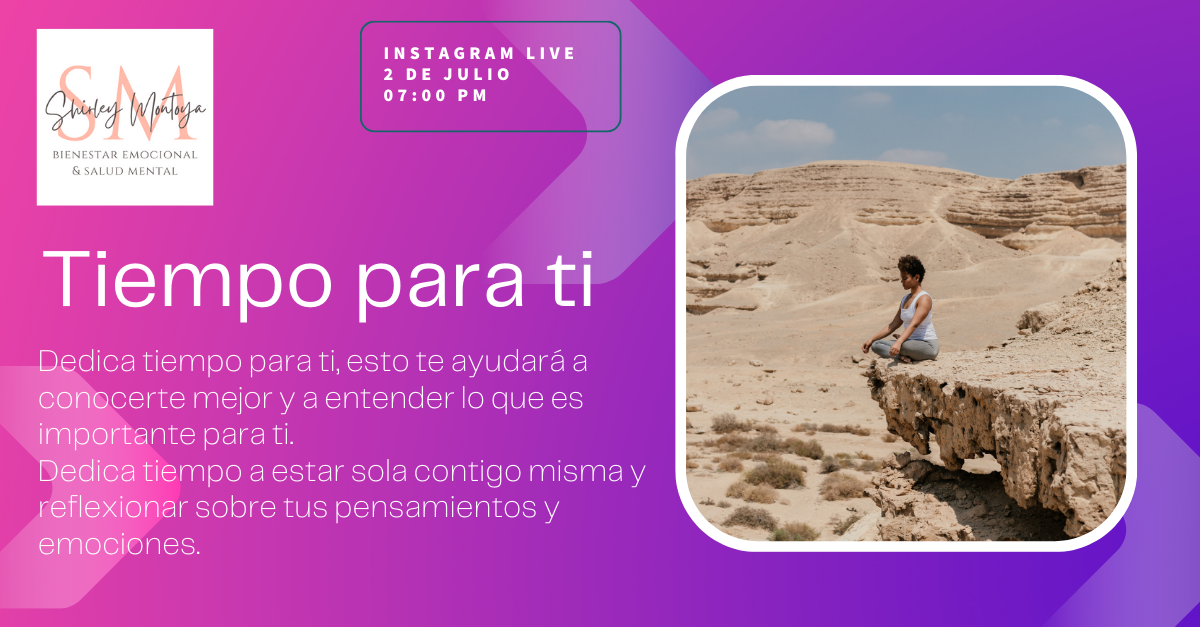 SM
Shirley Montoya
BIENESTAR EMOCIONAL
& SALUD MENTAL
INSTAGRAM LIVE
2 DE JULIO
07:00 PM
Tiempo para ti
Dedica tiempo para ti, esto te ayudará a
conocerte mejor y a entender lo que es
importante para ti.
Dedica tiempo a estar sola contigo misma y
reflexionar sobre tus pensamientos y
emociones.